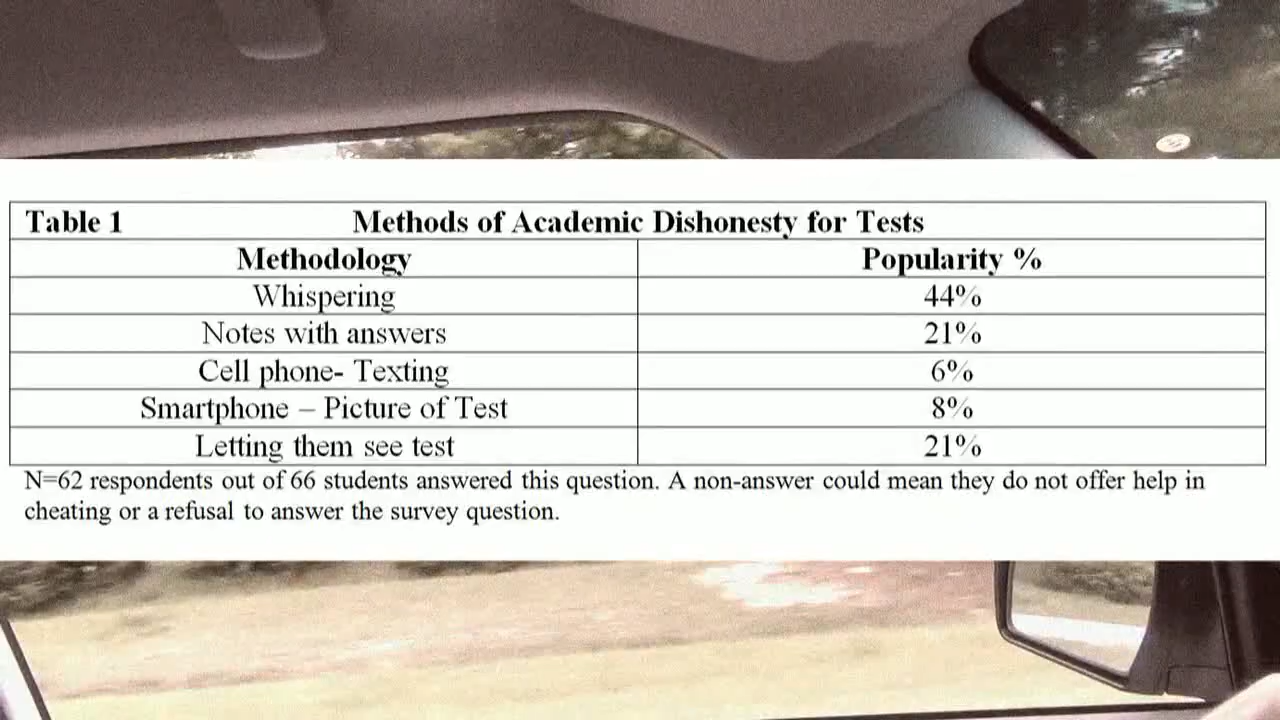 Table 1 Methods of Academic Dishonesty for Tests
Methodology Popularity %
Whispering 44%
Notes with answers 21%
Cell phone- Texting 6%
Smartphone – Picture of Test 8%
Letting them see test 21%
N=62 respondents out of 66 students answered this question. A non-answer could mean they do not offer help in
cheating or a refusal to answer the survey question.